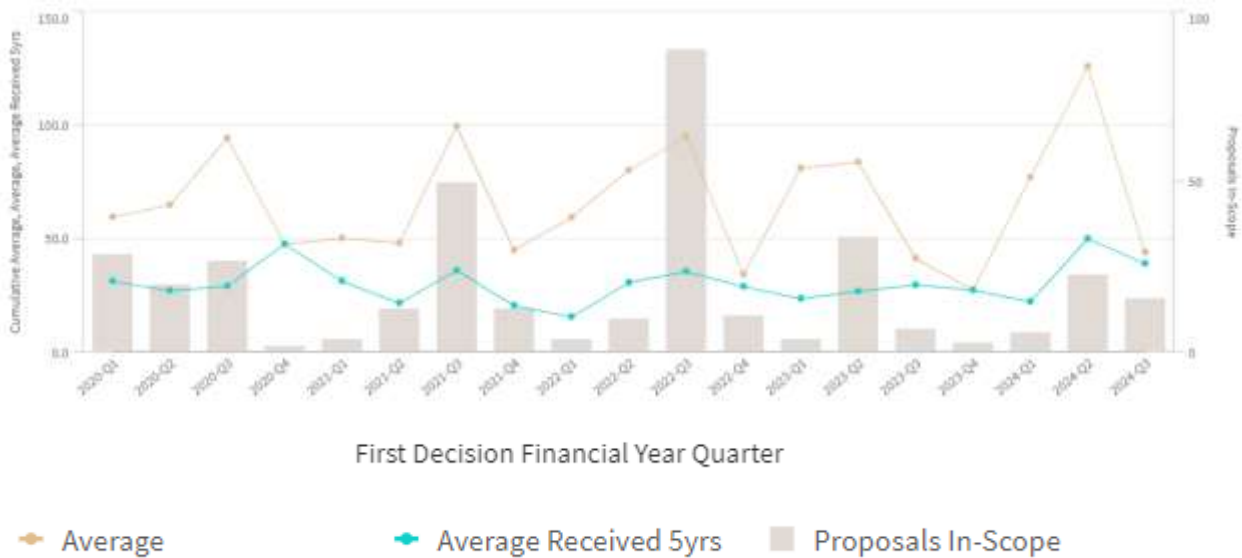 Cumulative Average, Average, Average Received 5yrs
150.0
100.0
50.0
0.0
100
50
0
Proposals In-Scope
2020-Q1
2020-Q2
2020-Q3
2020-Q4
2021-Q1
2021-Q2
2021-Q3
2021-Q4
2022-Q1
2022-Q2
2022-Q3
2022-Q4
2023-Q1
2023-Q2
2023-Q3
2023-Q4
2024-Q1
2024-Q2
2024-Q3
First Decision Financial Year Quarter
Average Average Received 5yrs Proposals In-Scope